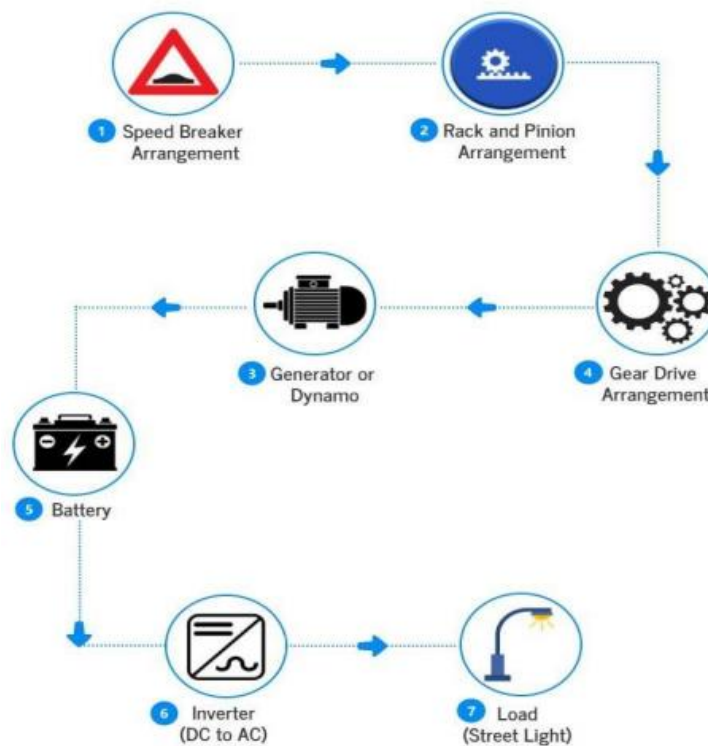 1 Speed Breaker
Arrangement
2 Rack and Pinion
Arrangement
3 Generator or
Dynamo
4 Gear Drive
Arrangement
5 Battery
6 Inverter
(DC to AC)
7 Load
(Street Light)